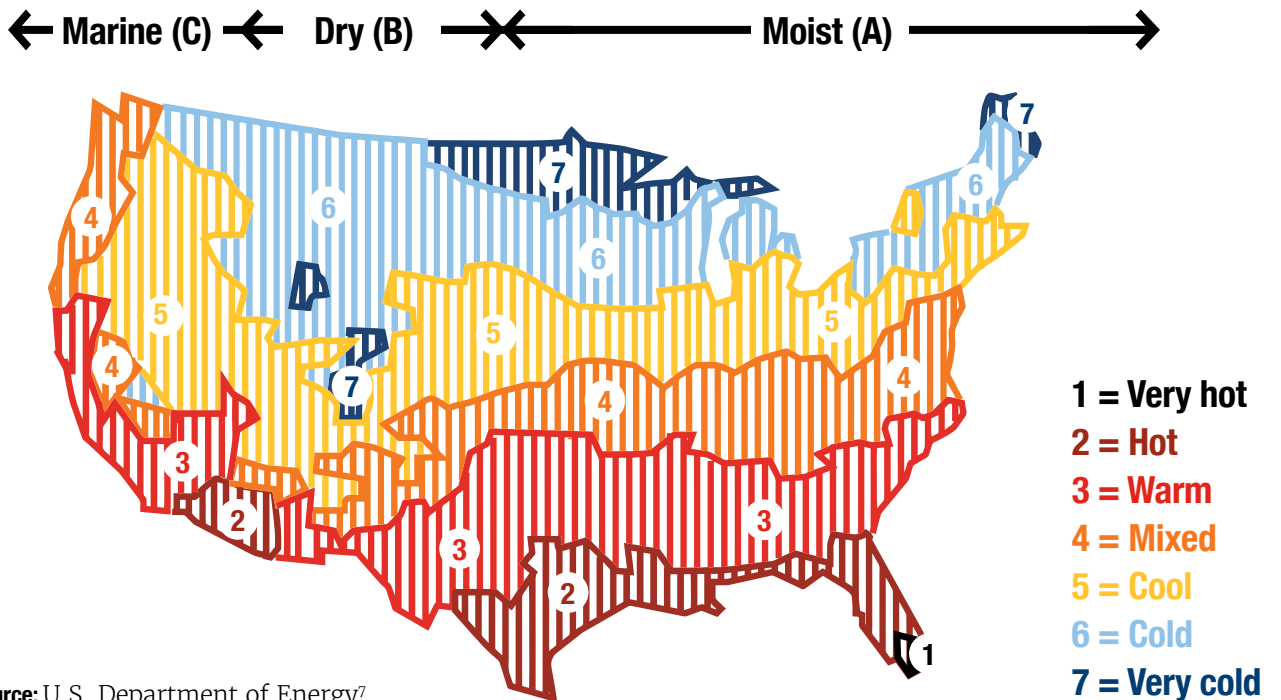 Marine (C) Dry (B) Moist (A)
7
7
6
6
4
6
5
5
5
4
7
4
4
3
2
3
3
2
1
1 = Very hot
2 = Hot
3 = Warm
4 = Mixed
5 = Cool
6 = Cold
7 = Very cold
urce: U.S. Department of Energy⁷